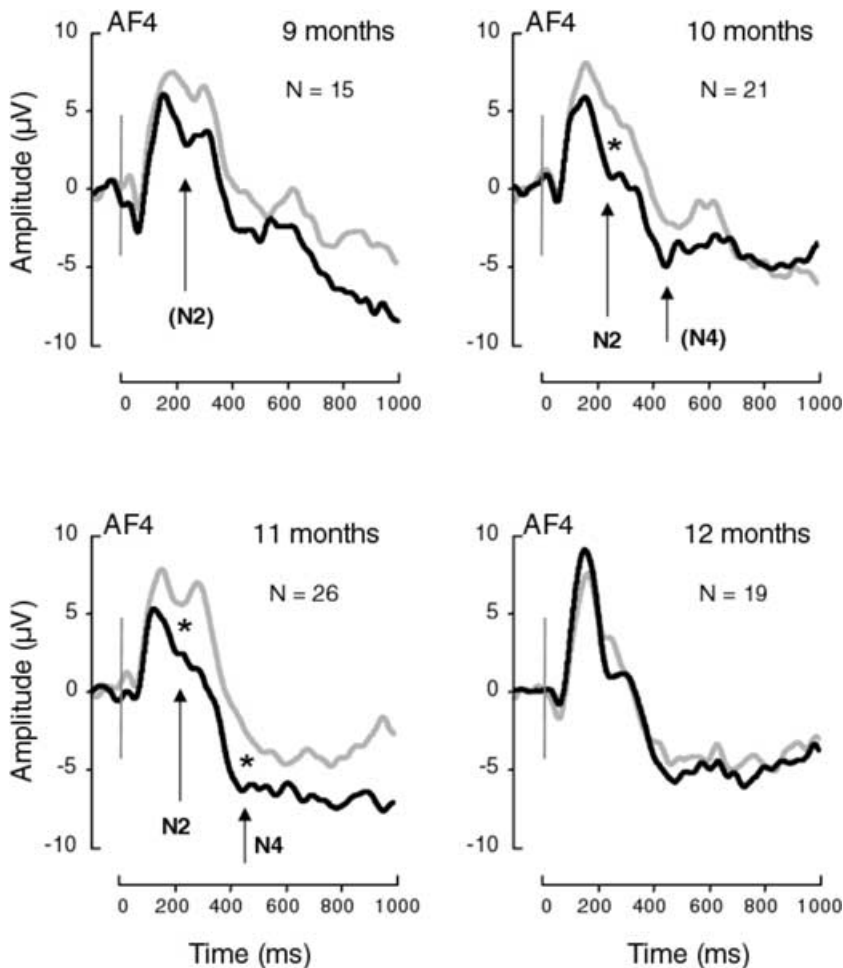 AF4 9 months
N = 15
10
5
0
-5
-10
Amplitude (µV)
(N2)
0 200 400 600 800 1000
AF4 10 months
N = 21
10
5
0
-5
-10
*
N2 (N4)
0 200 400 600 800 1000
AF4 11 months
N = 26
10
5
0
-5
-10
Amplitude (µV)
*
*
N2
N4
0 200 400 600 800 1000
Time (ms)
AF4 12 months
N = 19
10
5
0
-5
-10
0 200 400 600 800 1000
Time (ms)